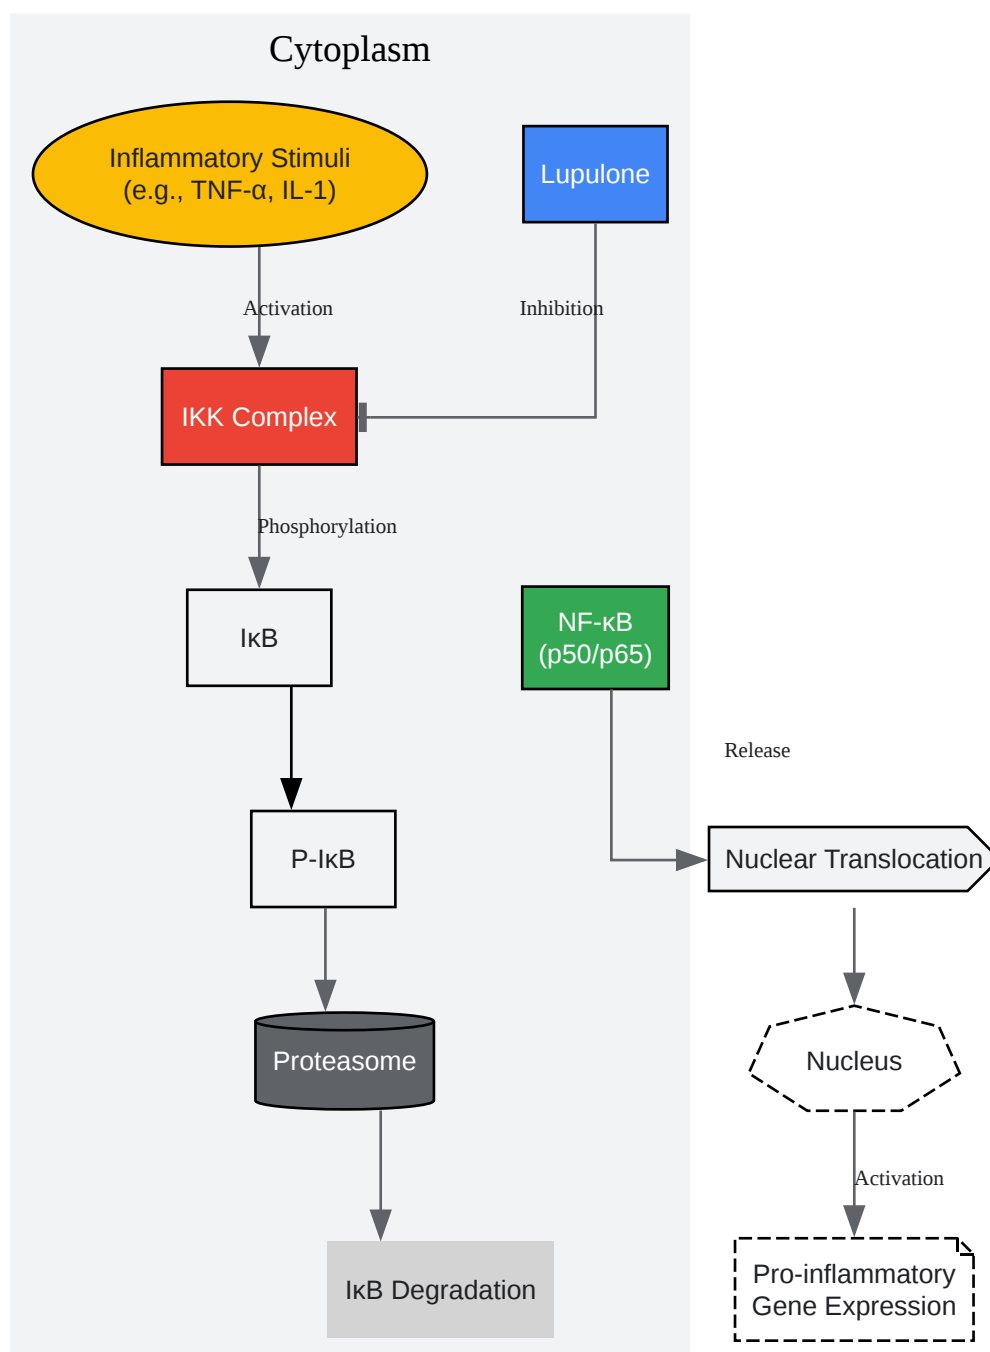 Cytoplasm
Inflammatory Stimuli
(e.g., TNF-α, IL-1)
Lupulone
Activation
Inhibition
IKK Complex
Phosphorylation
IκB
NF-κB
(p50/p65)
Release
P-IκB
Nuclear Translocation
Proteasome
Nucleus
Activation
IκB Degradation
Pro-inflammatory
Gene Expression